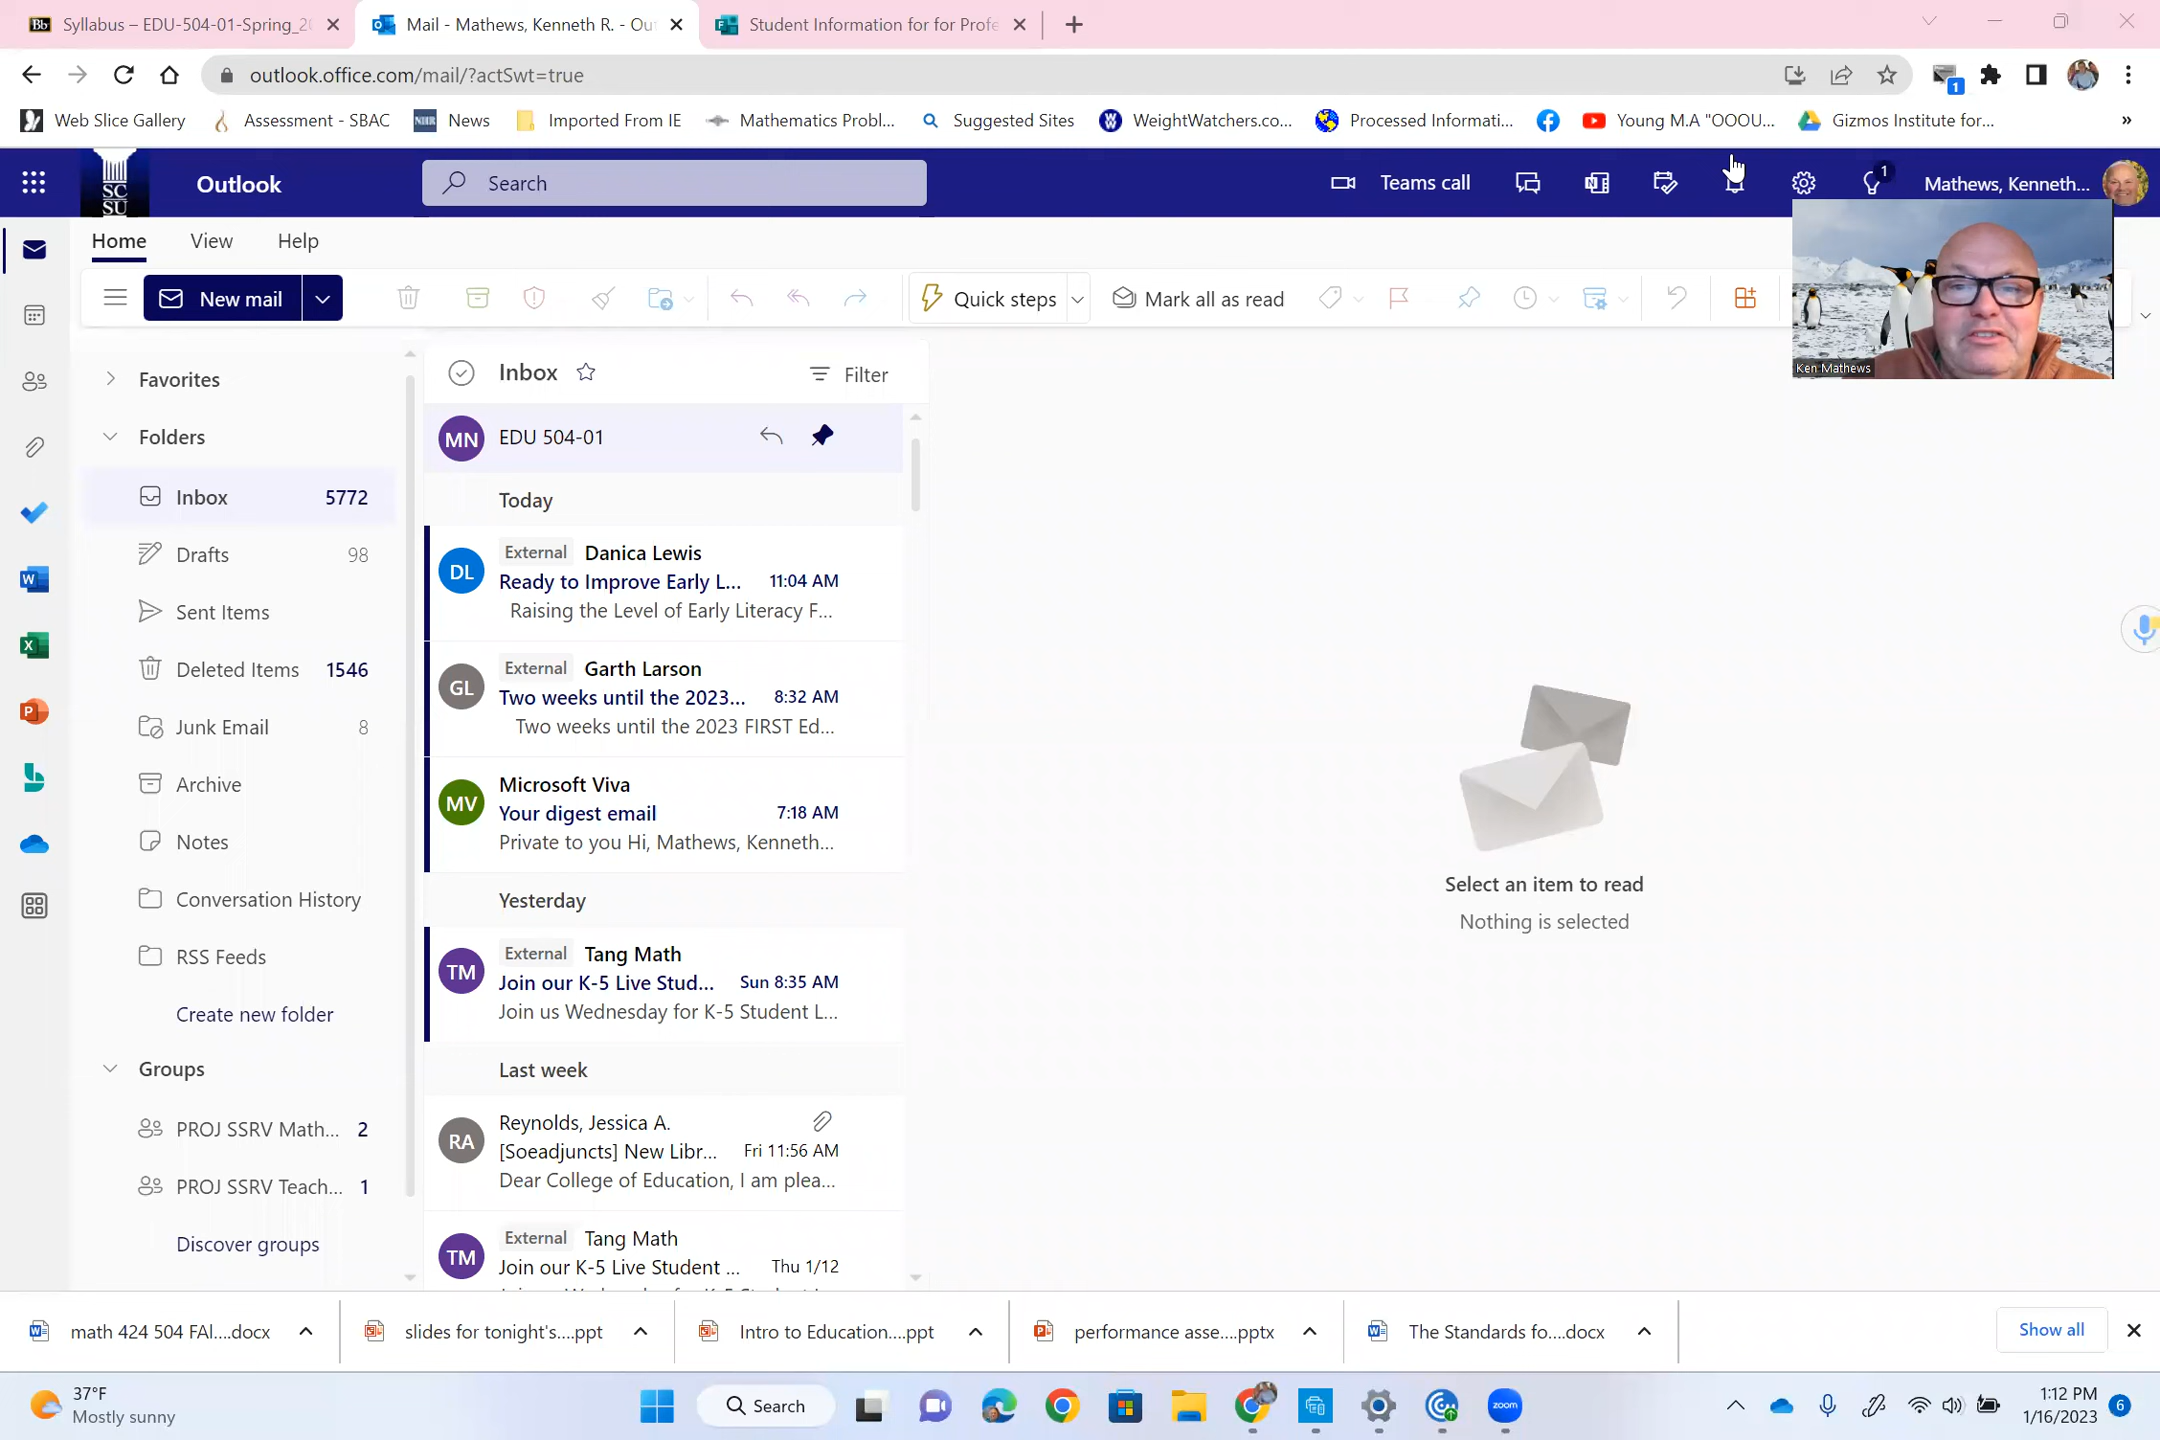 Bb Syllabus – EDU-504-01-Spring_20
Mail - Mathews, Kenneth R. - Ou
Student Information for for Profe
outlook.office.com/mail/?actSwt=true
1
Web Slice Gallery
Assessment - SBAC
News
Imported From IE
Mathematics Probl...
Suggested Sites
WeightWatchers.co...
Processed Informati...
Young M.A "OOOU...
Gizmos Institute for...
»
SC
SU
Outlook
Search
Teams call
1
Mathews, Kenneth...
Home
View
Help
New mail
Quick steps
Mark all as read
Ken Mathews
Favorites
Folders
Inbox 5772
Drafts 98
Sent Items
Deleted Items 1546
Junk Email 8
Archive
Notes
Conversation History
RSS Feeds
Create new folder
Groups
PROJ SSRV Math... 2
PROJ SSRV Teach... 1
Discover groups
Inbox
Filter
MN EDU 504-01
Today
DL External Danica Lewis
Ready to Improve Early L... 11:04 AM
Raising the Level of Early Literacy F...
GL External Garth Larson
Two weeks until the 2023... 8:32 AM
Two weeks until the 2023 FIRST Ed...
MV Microsoft Viva
Your digest email 7:18 AM
Private to you Hi, Mathews, Kenneth...
Yesterday
TM External Tang Math
Join our K-5 Live Stud... Sun 8:35 AM
Join us Wednesday for K-5 Student L...
Last week
RA Reynolds, Jessica A.
[Soeadjuncts] New Libr... Fri 11:56 AM
Dear College of Education, I am plea...
TM External Tang Math
Join our K-5 Live Student ... Thu 1/12
Select an item to read
Nothing is selected
math 424 504 FAl....docx
slides for tonight's....ppt
Intro to Education....ppt
performance asse....pptx
The Standards fo....docx
Show all
37°F
Mostly sunny
Search
zoom
1:12 PM
1/16/2023
6